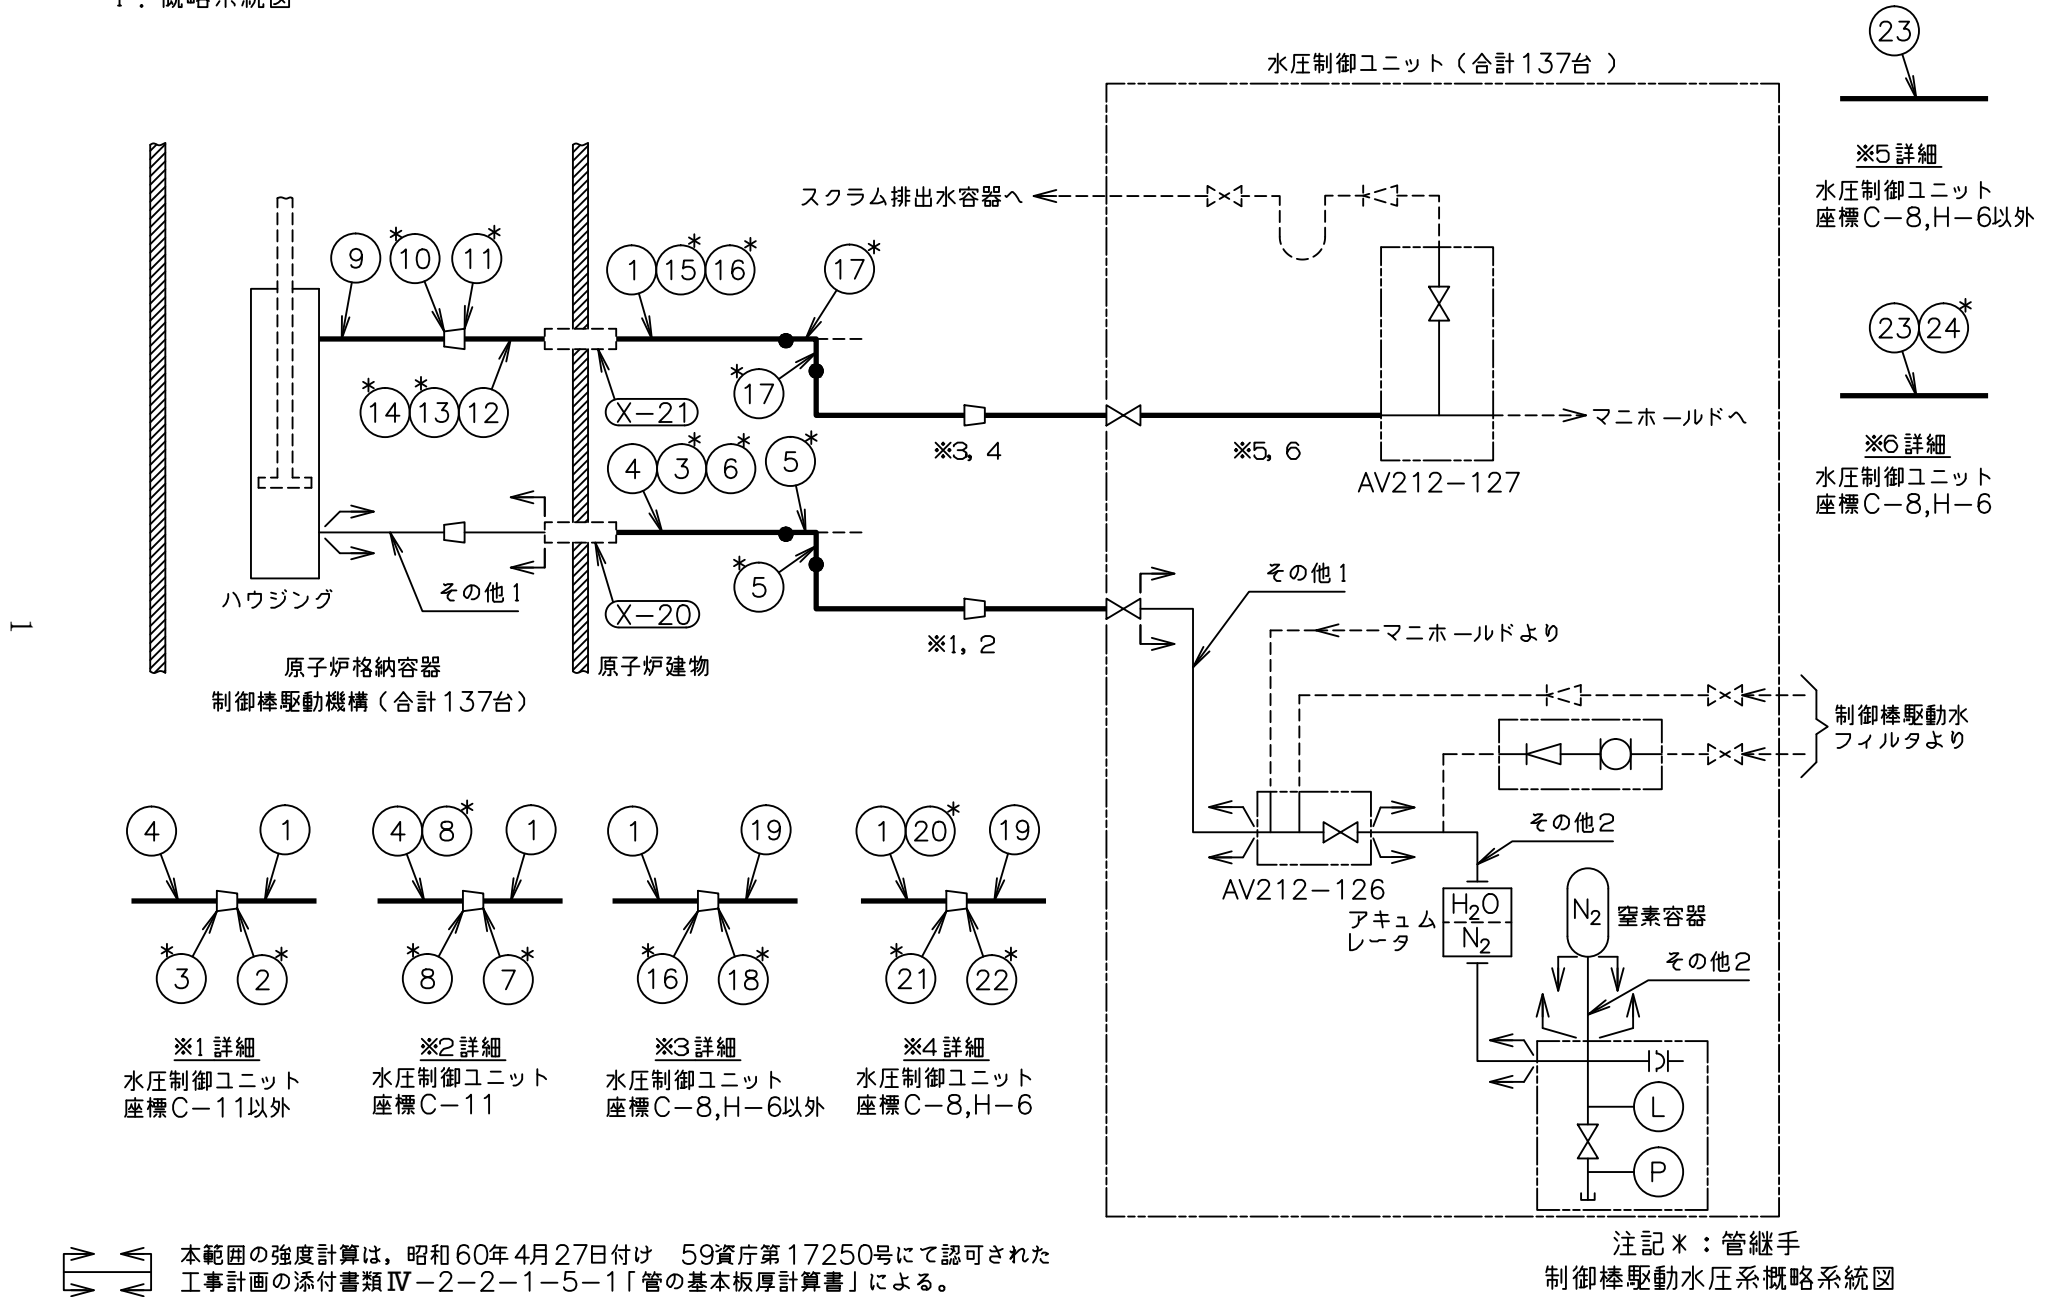 1. 概略系統図
23
水圧制御ユニット(合計137台 )
※5詳細
水圧制御ユニット
座標C-8,H-6以外
スクラム排出水容器へ
9
*10
11*
1
15*
16*
17*
*14
*13
12
X-21
*17
※3, 4
※5, 6
マニホールドへ
AV212-127
23
24*
※6詳細
水圧制御ユニット
座標C-8,H-6
4
3*
6*
5*
*5
X-20
※1, 2
その他1
ハウジング
その他1
マニホールドより
原子炉格納容器
原子炉建物
制御棒駆動機構(合計137台)
制御棒駆動水
フィルタより
その他2
AV212-126
アキュム
レータ
H2O
N2
N2
窒素容器
その他2
L
P
4
1
*3
2*
※1詳細
水圧制御ユニット
座標C-11以外
4
8*
1
*8
7*
※2詳細
水圧制御ユニット
座標C-11
1
19
*16
18*
※3詳細
水圧制御ユニット
座標C-8,H-6以外
1
20*
19
*21
22*
※4詳細
水圧制御ユニット
座標C-8,H-6
1
本範囲の強度計算は,昭和60年4月27日付け 59資庁第17250号にて認可された
工事計画の添付書類Ⅳ-2-2-1-5-1「管の基本板厚計算書」による。
注記*:管継手
制御棒駆動水圧系概略系統図